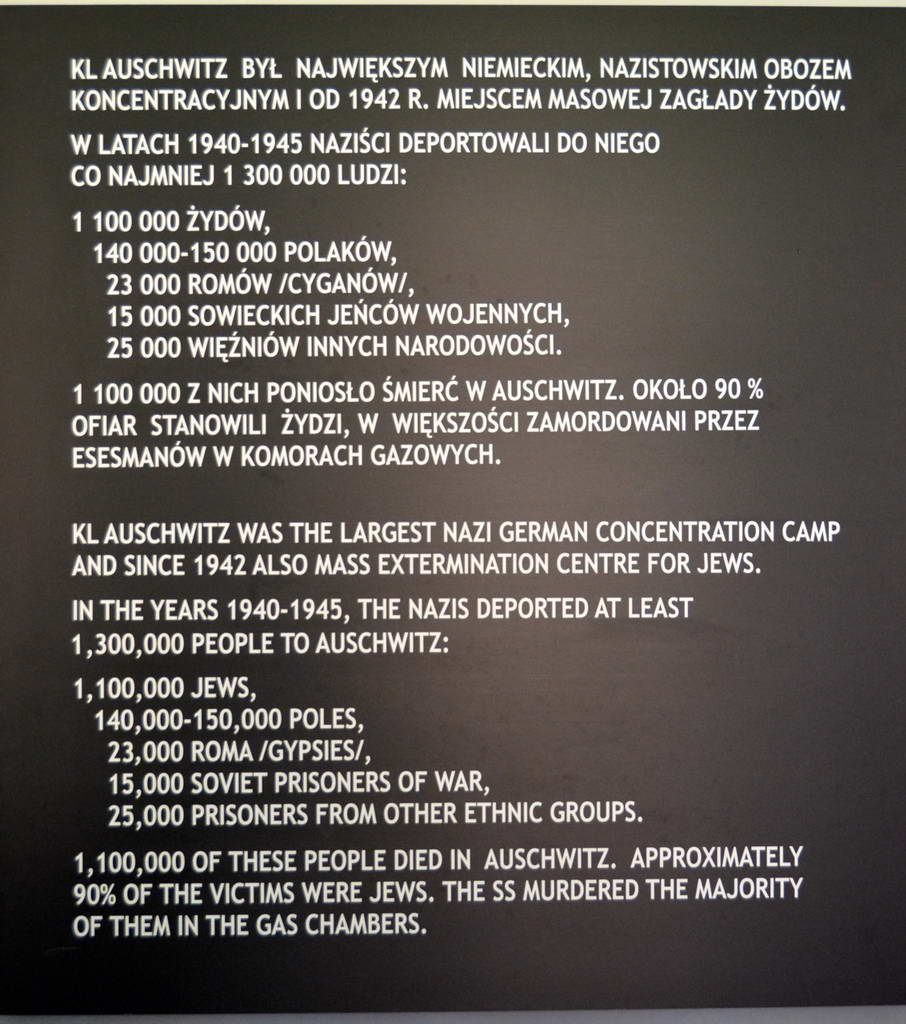 KL AUSCHWITZ BYŁ NAJWIĘKSZYM NIEMIECKIM, NAZISTOWSKIM OBOZEM
KONCENTRACYJNYM I OD 1942 R. MIEJSCEM MASOWEJ ZAGŁADY ŻYDÓW.
W LATACH 1940-1945 NAZIŚCI DEPORTOWALI DO NIEGO
CO NAJMNIEJ 1 300 000 LUDZI:
1 100 000 ŻYDÓW,
140 000-150 000 POLAKÓW,
23 000 ROMÓW /CYGANÓW/,
15 000 SOWIECKICH JEŃCÓW WOJENNYCH,
25 000 WIĘŹNIÓW INNYCH NARODOWOŚCI.
1 100 000 Z NICH PONIOSŁO ŚMIERĆ W AUSCHWITZ. OKOŁO 90 %
OFIAR STANOWILI ŻYDZI, W WIĘKSZOŚCI ZAMORDOWANI PRZEZ
ESESMANÓW W KOMORACH GAZOWYCH.
KL AUSCHWITZ WAS THE LARGEST NAZI GERMAN CONCENTRATION CAMP
AND SINCE 1942 ALSO MASS EXTERMINATION CENTRE FOR JEWS.
IN THE YEARS 1940-1945, THE NAZIS DEPORTED AT LEAST
1,300,000 PEOPLE TO AUSCHWITZ:
1,100,000 JEWS,
140,000-150,000 POLES,
23,000 ROMA /GYPSIES/,
15,000 SOVIET PRISONERS OF WAR,
25,000 PRISONERS FROM OTHER ETHNIC GROUPS.
1,100,000 OF THESE PEOPLE DIED IN AUSCHWITZ. APPROXIMATELY
90% OF THE VICTIMS WERE JEWS. THE SS MURDERED THE MAJORITY
OF THEM IN THE GAS CHAMBERS.